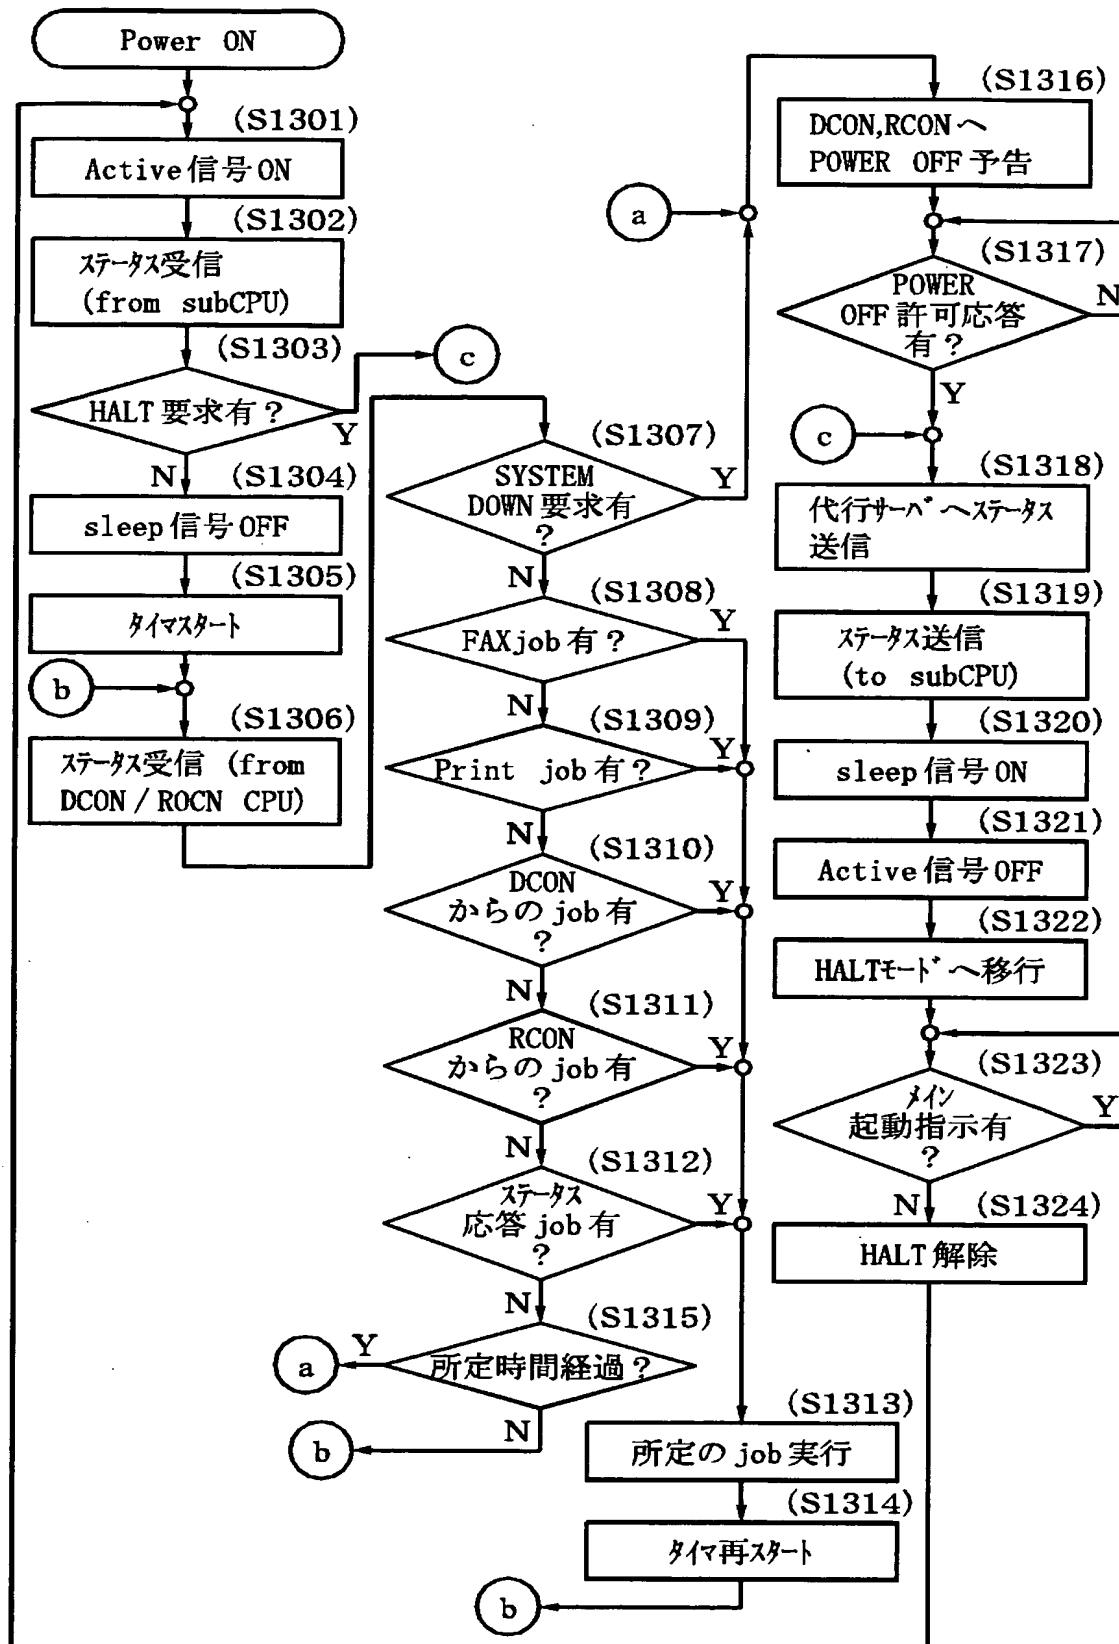 Power ON
(S1301)
Active信号ON
(S1302)
ステータス受信
(from subCPU)
(S1303)
HALT要求有?
Y
c
N
(S1304)
sleep信号OFF
(S1305)
タイマスタート
b
(S1306)
ステータス受信 (from
DCON/ROCN CPU)
(S1307)
SYSTEM
DOWN要求有
?
Y
N
(S1308)
FAXjob有?
Y
N
(S1309)
Print job有?
Y
N
(S1310)
DCON
からのjob有
?
Y
N
(S1311)
RCON
からのjob有
?
Y
N
(S1312)
ステータス
応答job有
?
Y
N
(S1315)
所定時間経過?
Y
a
N
b
(S1313)
所定のjob実行
(S1314)
タイマ再スタート
b
a
(S1316)
DCON,RCONへ
POWER OFF予告
(S1317)
POWER
OFF許可応答
有?
N
Y
c
(S1318)
代行サーバへステータス
送信
(S1319)
ステータス送信
(to subCPU)
(S1320)
sleep信号ON
(S1321)
Active信号OFF
(S1322)
HALTモードへ移行
(S1323)
メイン
起動指示有
?
Y
N
(S1324)
HALT解除